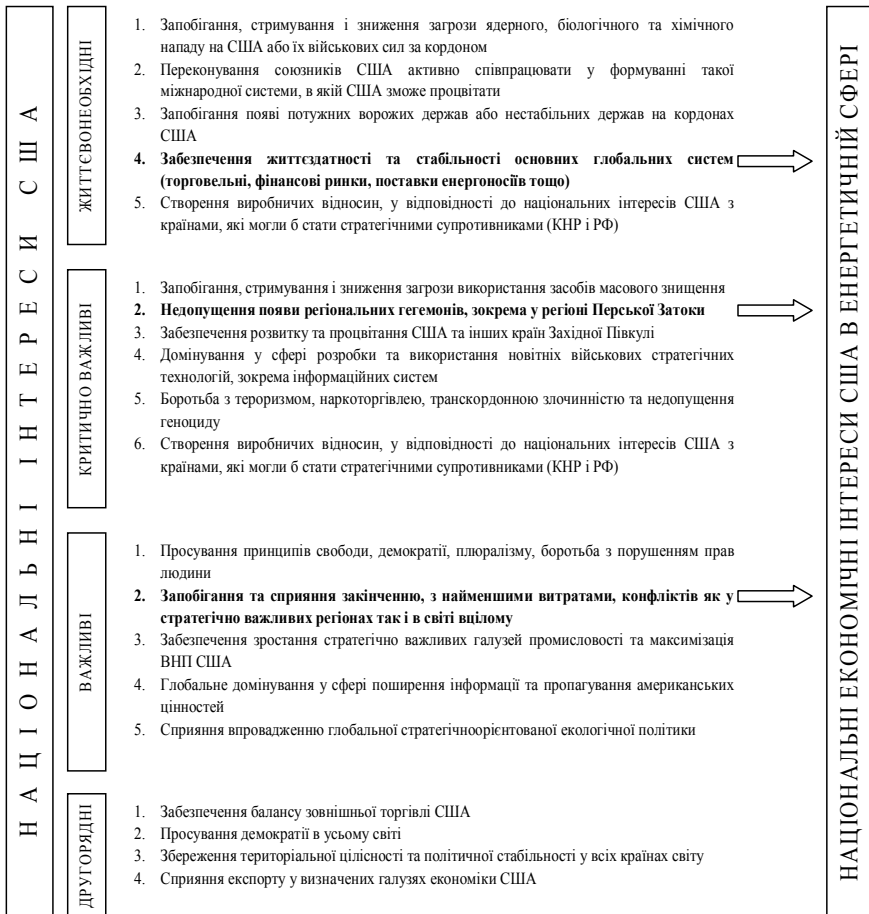 НАЦІОНАЛЬНІ ІНТЕРЕСИ США
ЖИТТЄВОНЕОБХІДНІ
1. Запобігання, стримування і зниження загрози ядерного, біологічного та хімічного
нападу на США або їх військових сил за кордоном
2. Переконування союзників США активно співпрацювати у формуванні такої
міжнародної системи, в якій США зможе процвітати
3. Запобігання появі потужних ворожих держав або нестабільних держав на кордонах
США
4. Забезпечення життєздатності та стабільності основних глобальних систем
(торговельні, фінансові ринки, поставки енергоносіїв тощо)
5. Створення виробничих відносин, у відповідності до національних інтересів США з
країнами, які могли б стати стратегічними супротивниками (КНР і РФ)
КРИТИЧНО ВАЖЛИВІ
1. Запобігання, стримування і зниження загрози використання засобів масового знищення
2. Недопущення появи регіональних гегемонів, зокрема у регіоні Перської Затоки
3. Забезпечення розвитку та процвітання США та інших країн Західної Півкулі
4. Домінування у сфері розробки та використання новітніх військових стратегічних
технологій, зокрема інформаційних систем
5. Боротьба з тероризмом, наркоторгівлею, транскордонною злочинністю та недопущення
геноциду
6. Створення виробничих відносин, у відповідності до національних інтересів США з
країнами, які могли б стати стратегічними супротивниками (КНР і РФ)
ВАЖЛИВІ
1. Просування принципів свободи, демократії, плюралізму, боротьба з порушенням прав
людини
2. Запобігання та сприяння закінченню, з найменшими витратами, конфліктів як у
стратегічно важливих регіонах так і в світі вцілому
3. Забезпечення зростання стратегічно важливих галузей промисловості та максимізація
ВНП США
4. Глобальне домінування у сфері поширення інформації та пропагування американських
цінностей
5. Сприяння впровадженню глобальної стратегічноорієнтованої екологічної політики
ДРУГОРЯДНІ
1. Забезпечення балансу зовнішньої торгівлі США
2. Просування демократії в усьому світі
3. Збереження територіальної цілісності та політичної стабільності у всіх країнах світу
4. Сприяння експорту у визначених галузях економіки США
НАЦІОНАЛЬНІ ЕКОНОМІЧНІ ІНТЕРЕСИ США В ЕНЕРГЕТИЧНІЙ СФЕРІ